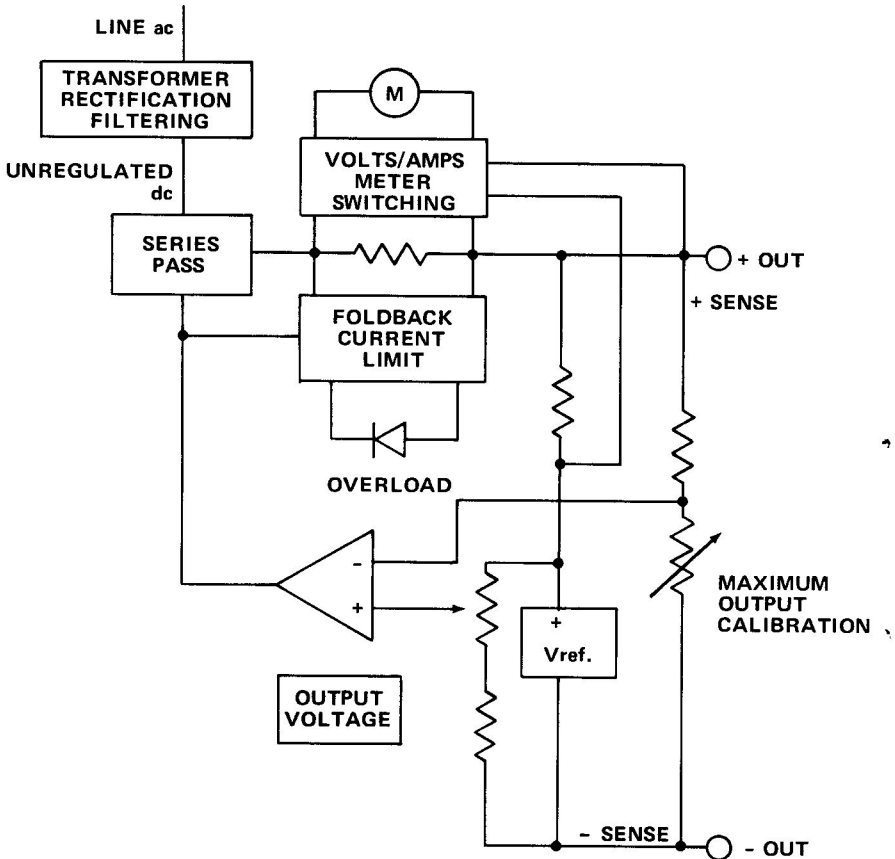 LINE ac
TRANSFORMER
RECTIFICATION
FILTERING
M
UNREGULATED
dc
VOLTS/AMPS
METER
SWITCHING
SERIES
PASS
+ OUT
+ SENSE
FOLDBACK
CURRENT
LIMIT
OVERLOAD
-
+
MAXIMUM
OUTPUT
CALIBRATION
+
Vref.
OUTPUT
VOLTAGE
- SENSE
- OUT